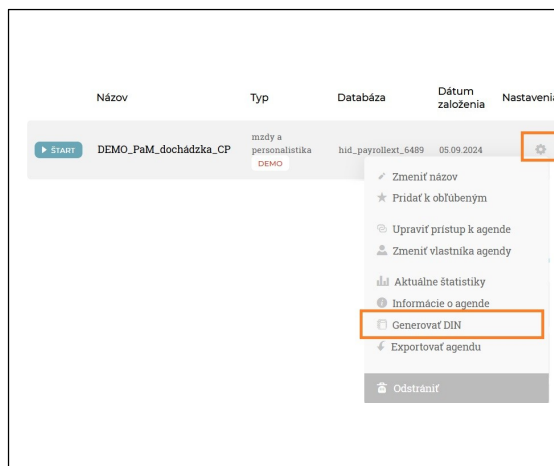 Názov Typ Databáza Dátum založenia Nastavenia
ŠTART DEMO_PaM_dochádzka_CP mzdy a personalistika DEMO hid_payrollext_6489 05.09.2024
Zmeniť názov
Pridať k obľúbeným
Upraviť prístup k agende
Zmeniť vlastníka agendy
Aktuálne štatistiky
Informácie o agende
Generovať DIN
Exportovať agendu
Odstrániť